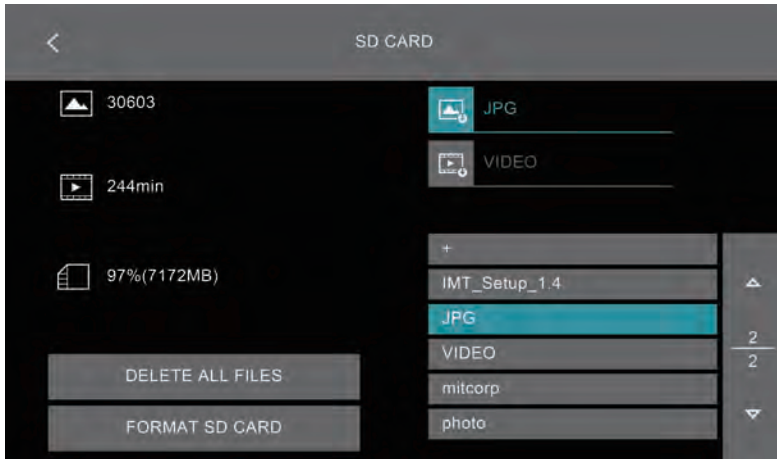 SD CARD
30603
244min
97%(7172MB)
DELETE ALL FILES
FORMAT SD CARD
JPG
VIDEO
+
IMT_Setup_1.4
JPG
VIDEO
mitcorp
photo
2
2